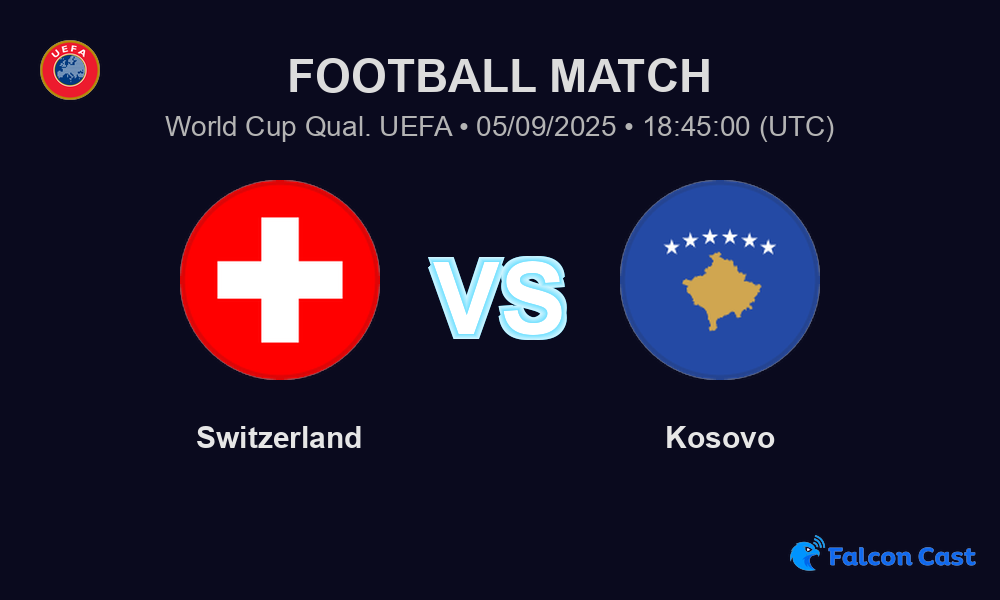 UEFA
FOOTBALL MATCH
World Cup Qual. UEFA • 05/09/2025 • 18:45:00 (UTC)
VS
Switzerland
Kosovo
Falcon Cast